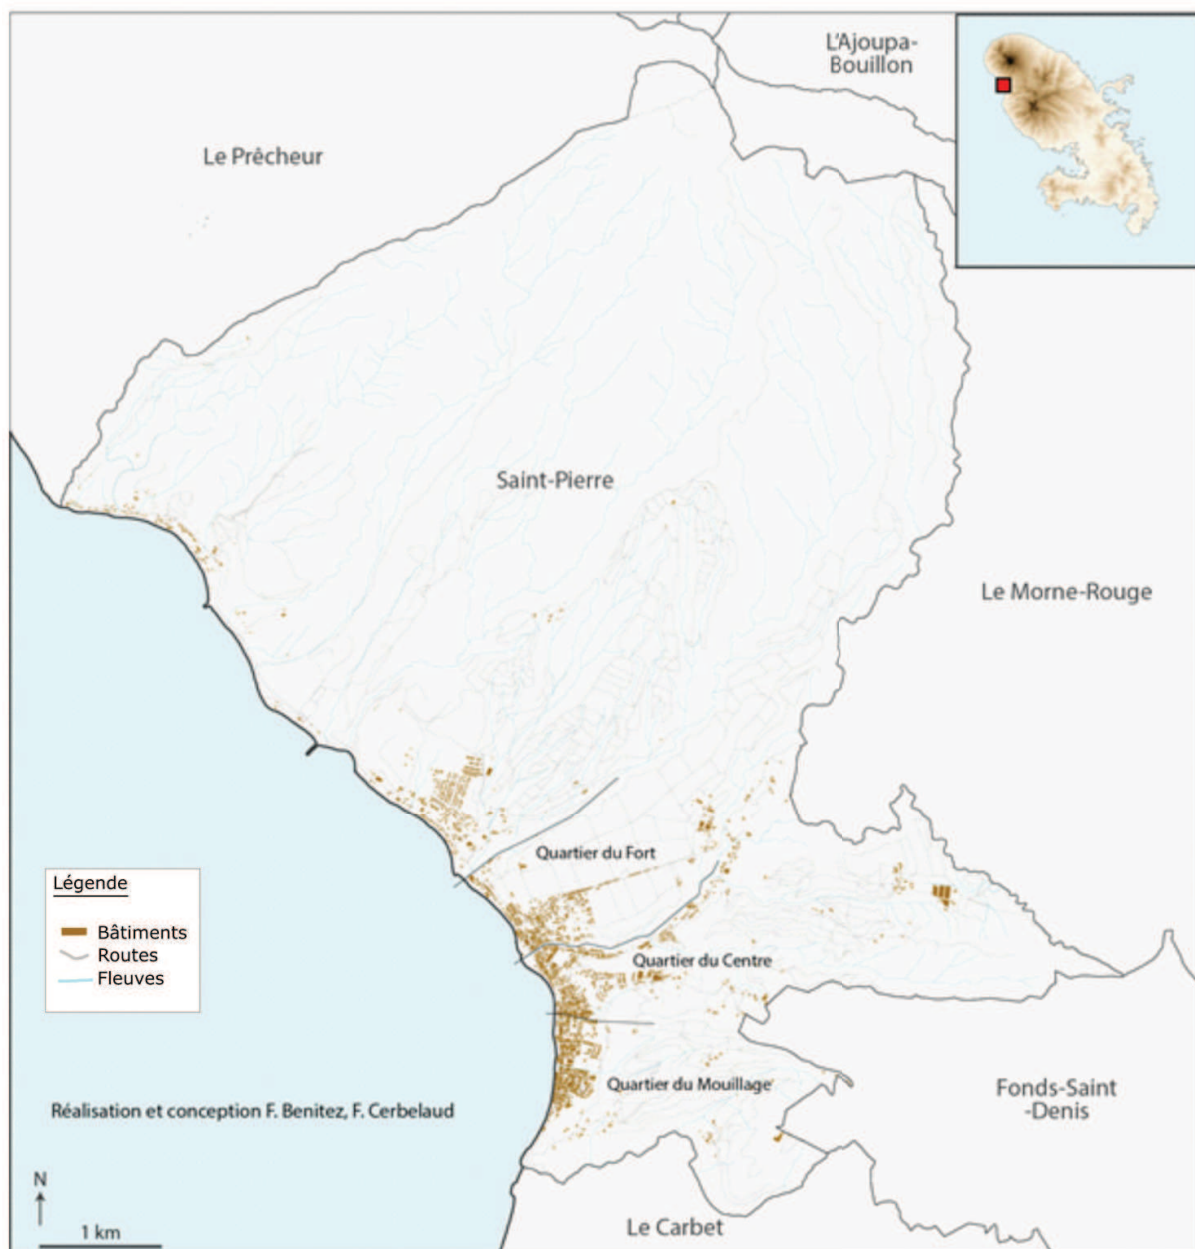 L'Ajoupa-
Bouillon
Le Prêcheur
Saint-Pierre
Le Morne-Rouge
Quartier du Fort
Légende
Bâtiments
Routes
Fleuves
Quartier du Centre
Quartier du Mouillage
Fonds-Saint
-Denis
Réalisation et conception F. Benitez, F. Cerbelaud
N
1 km
Le Carbet